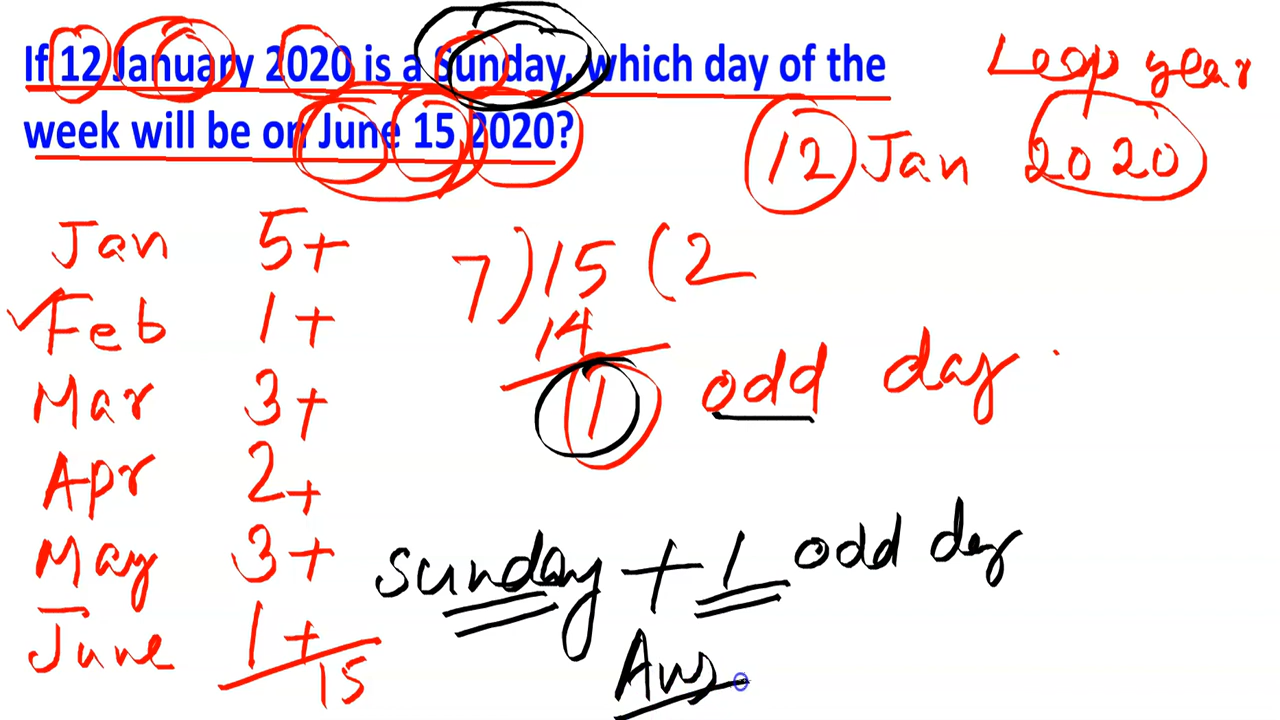 If 12 January 2020 is a Sunday, which day of the
week will be on June 15 2020?
Leap year
12 Jan 2020
Jan 5+
Feb 1+
Mar 3+
Apr 2+
May 3+
June 1+
15
7)15(2
14
11 odd day.
Sunday + 1 odd day
Ans